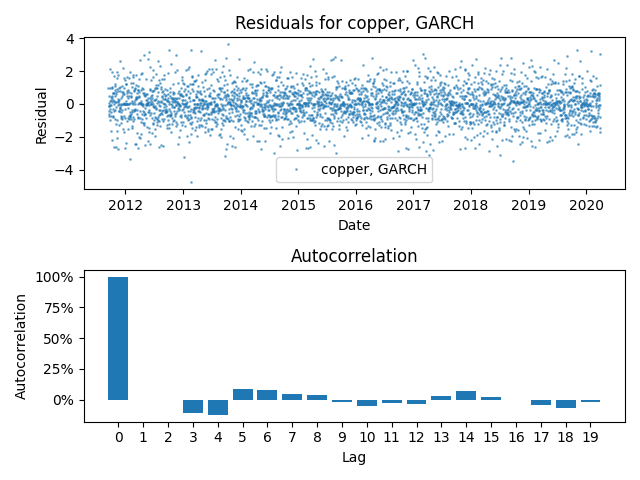 Residuals for copper, GARCH
4
2
0
−2
−4
Residual
copper, GARCH
2012 2013 2014 2015 2016 2017 2018 2019 2020
Date
Autocorrelation
100%
75%
50%
25%
0%
Autocorrelation
0 1 2 3 4 5 6 7 8 9 10 11 12 13 14 15 16 17 18 19
Lag